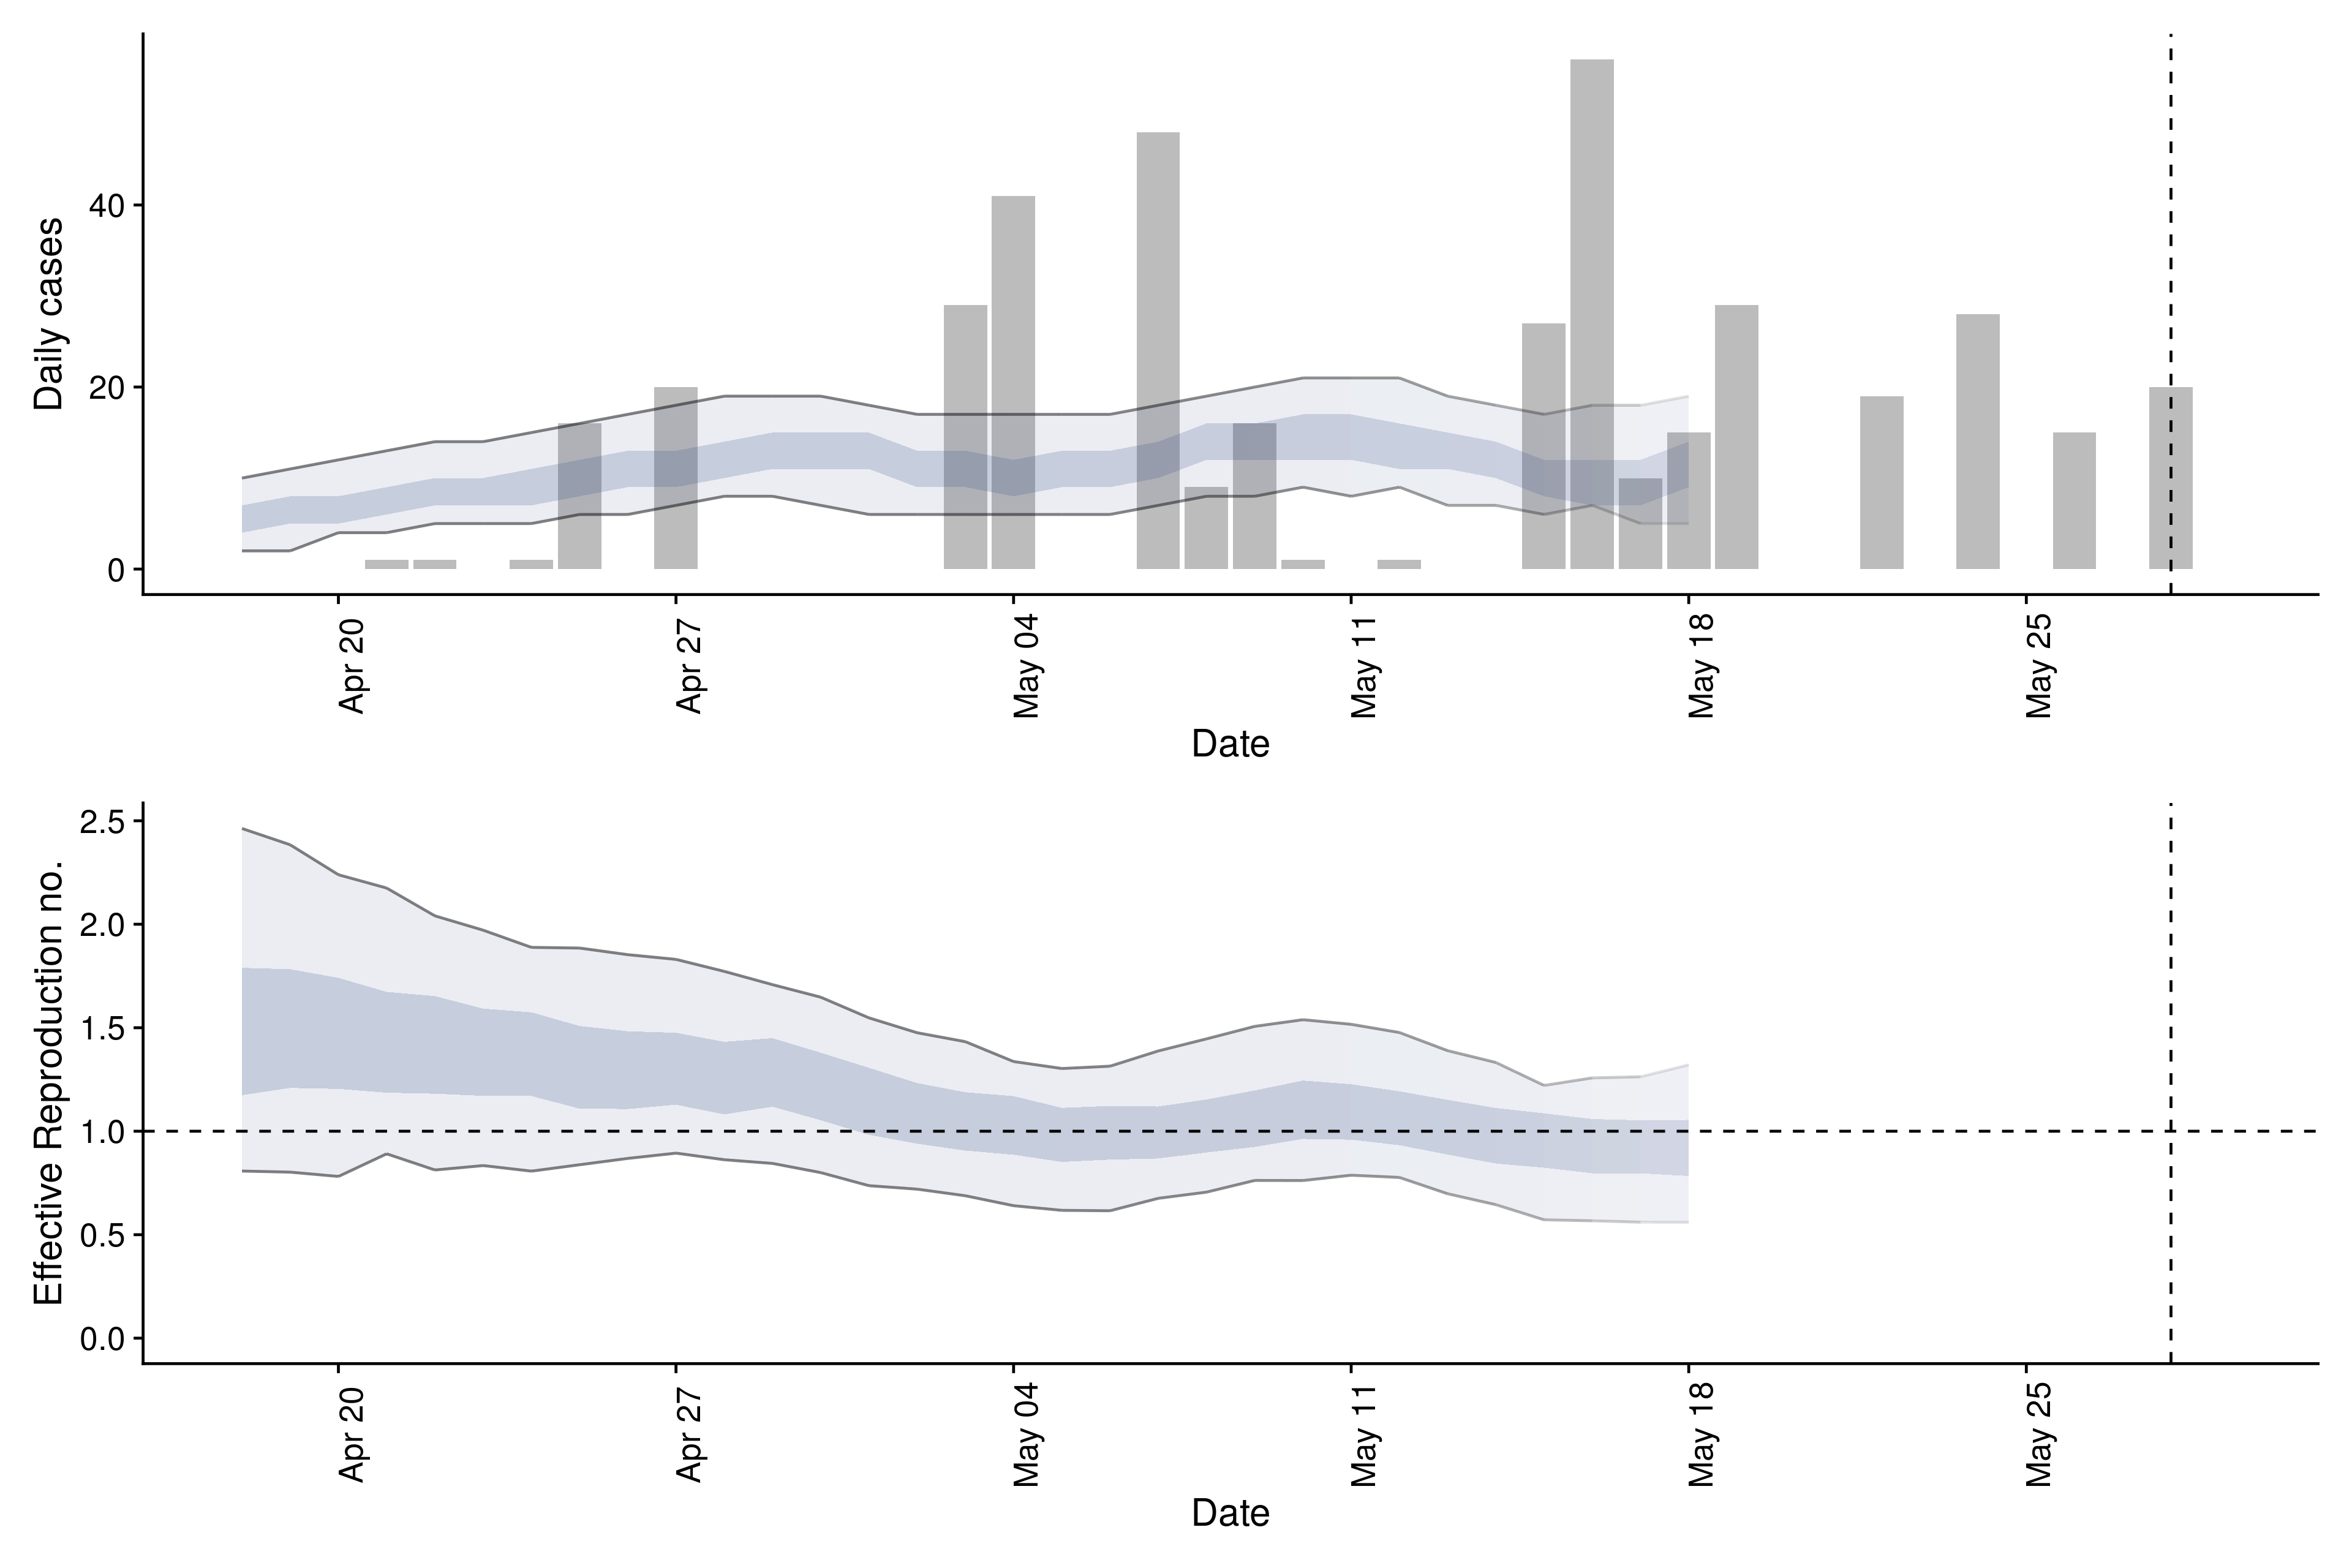 Daily cases
40
20
0
Apr 20
Apr 27
May 04
May 11
May 18
May 25
Date
Effective Reproduction no.
2.5
2.0
1.5
1.0
0.5
0.0
Apr 20
Apr 27
May 04
May 11
May 18
May 25
Date